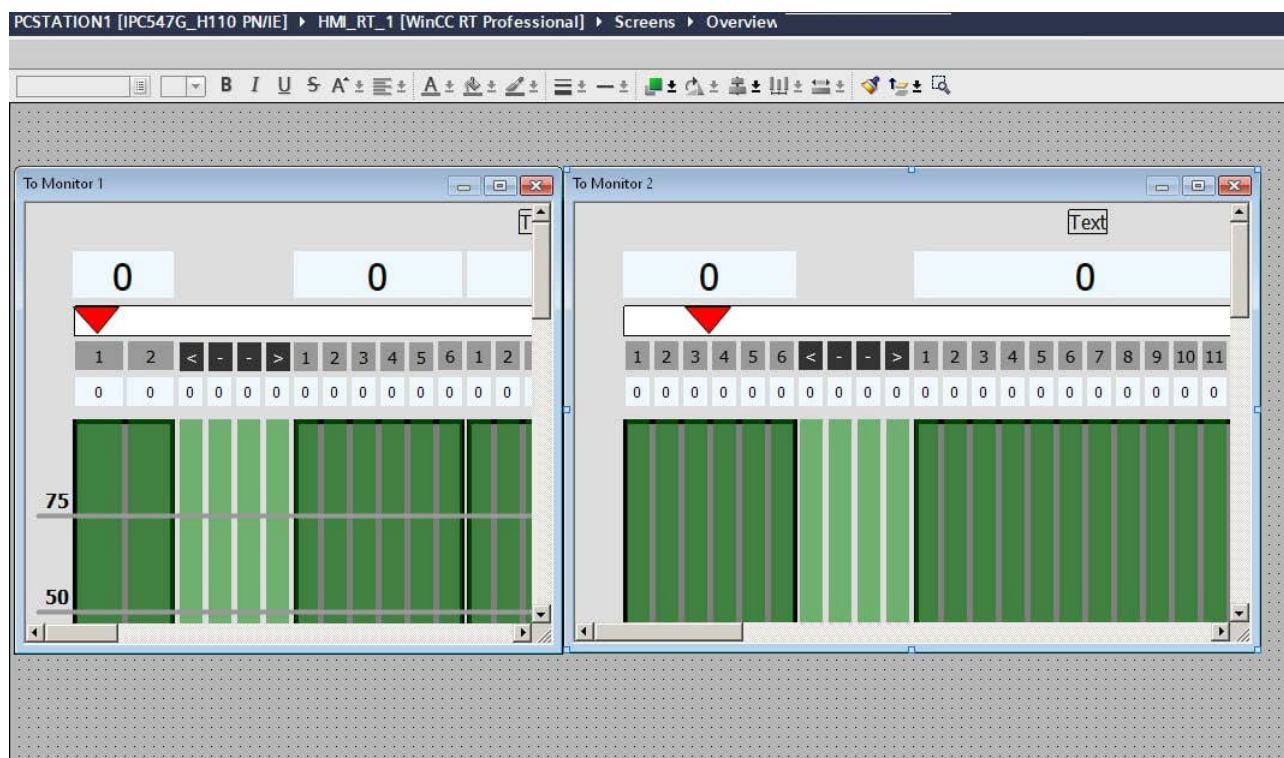 PCSTATION1 [IPC547G_H110 PN/IE] ▸ HMI_RT_1 [WinCC RT Professional] ▸ Screens ▸ Overview
B I U S A A
To Monitor 1
T
0 0
1 2 < - - > 1 2 3 4 5 6 1 2
0 0 0 0 0 0 0 0 0 0 0 0 0 0
75
50
To Monitor 2
Text
0 0
1 2 3 4 5 6 < - - > 1 2 3 4 5 6 7 8 9 10 11
0 0 0 0 0 0 0 0 0 0 0 0 0 0 0 0 0 0 0 0 0